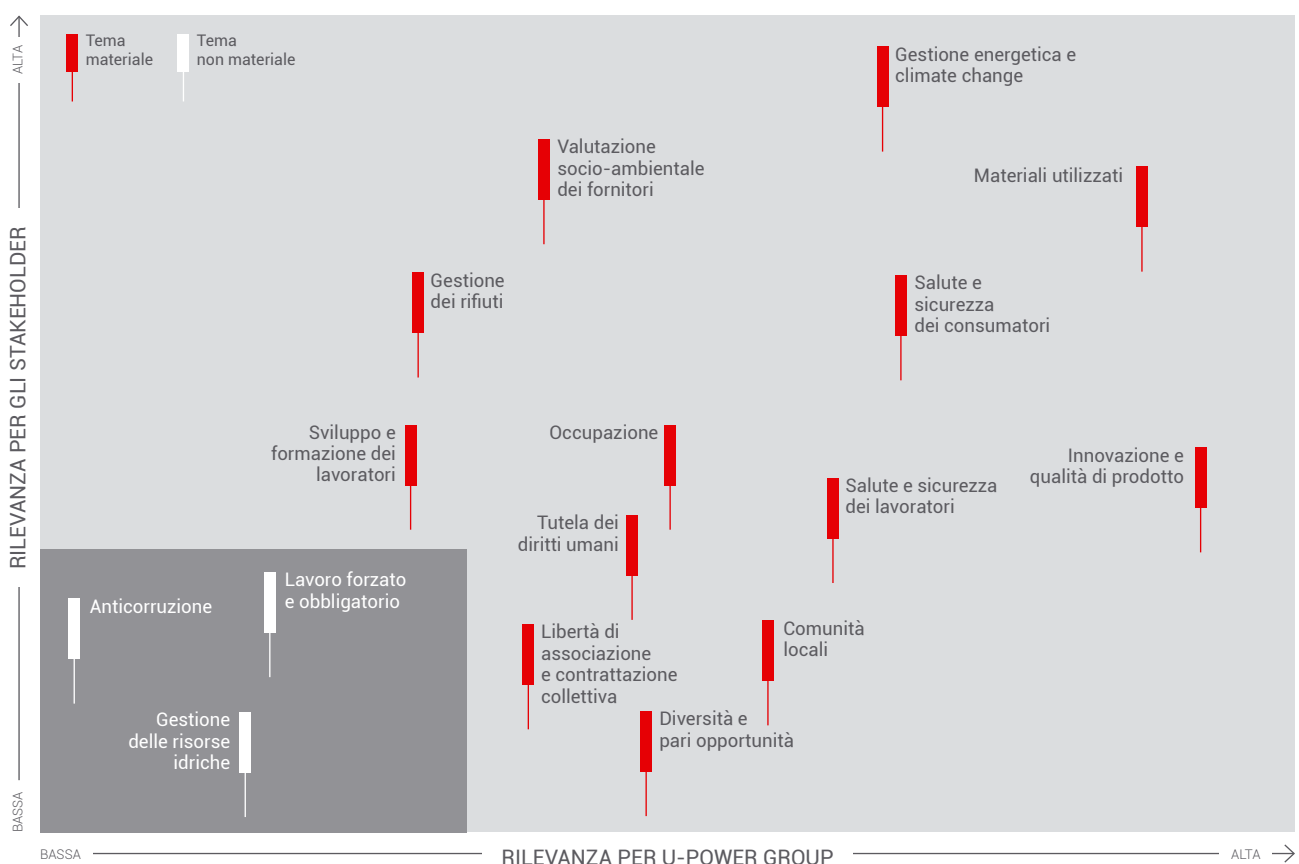 ALTA
Tema
materiale
Tema
non materiale
Gestione energetica e
climate change
Valutazione
socio-ambientale
dei fornitori
Materiali utilizzati
Gestione
dei rifiuti
Salute e
sicurezza
dei consumatori
RILEVANZA PER GLI STAKEHOLDER
Sviluppo e
formazione dei
lavoratori
Occupazione
Innovazione e
qualità di prodotto
Salute e sicurezza
dei lavoratori
Tutela dei
diritti umani
Lavoro forzato
e obbligatorio
Anticorruzione
Libertà di
associazione
e contrattazione
collettiva
Comunità
locali
Gestione
delle risorse
idriche
Diversità e
pari opportunità
BASSA
BASSA
RILEVANZA PER U-POWER GROUP
ALTA